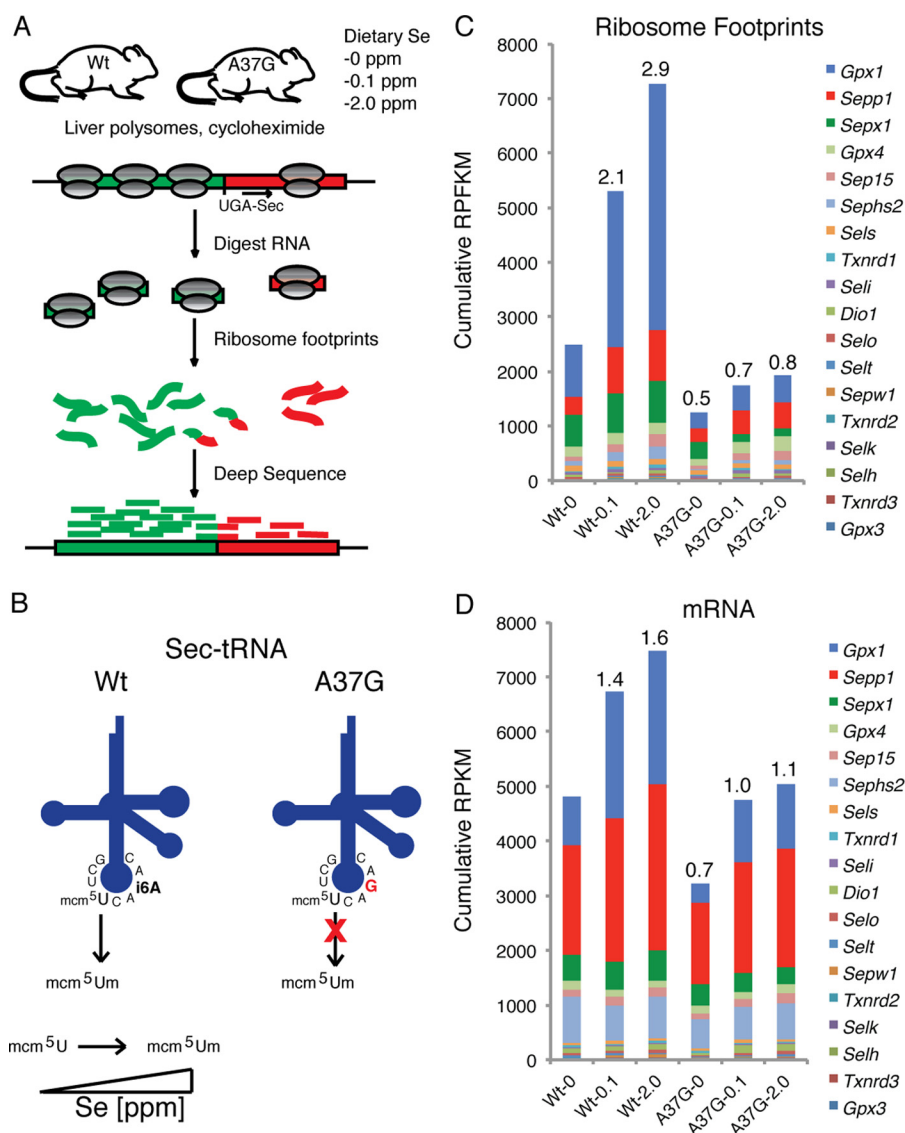 A
Wt
A37G
Dietary Se
-0 ppm
-0.1 ppm
-2.0 ppm
Liver polysomes, cycloheximide
UGA-Sec
Digest RNA
Ribosome footprints
Deep Sequence
B
Sec-tRNA
Wt
A37G
G C
U A
C i6A
U A
mcm5U C
mcm5Um
G C
U A
C G
U A
mcm5U C
X
mcm5Um
mcm5U mcm5Um
Se [ppm]
C
Ribosome Footprints
Cumulative RPFKM
8000
7000
6000
5000
4000
3000
2000
1000
0
2.1
2.9
0.5
0.7
0.8
Wt-0
Wt-0.1
Wt-2.0
A37G-0
A37G-0.1
A37G-2.0
Gpx1
Sepp1
Sepx1
Gpx4
Sep15
Sephs2
Sels
Txnrd1
Seli
Dio1
Selo
Selt
Sepw1
Txnrd2
Selk
Selh
Txnrd3
Gpx3
D
mRNA
Cumulative RPKM
8000
7000
6000
5000
4000
3000
2000
1000
0
1.4
1.6
0.7
1.0
1.1
Wt-0
Wt-0.1
Wt-2.0
A37G-0
A37G-0.1
A37G-2.0
Gpx1
Sepp1
Sepx1
Gpx4
Sep15
Sephs2
Sels
Txnrd1
Seli
Dio1
Selo
Selt
Sepw1
Txnrd2
Selk
Selh
Txnrd3
Gpx3